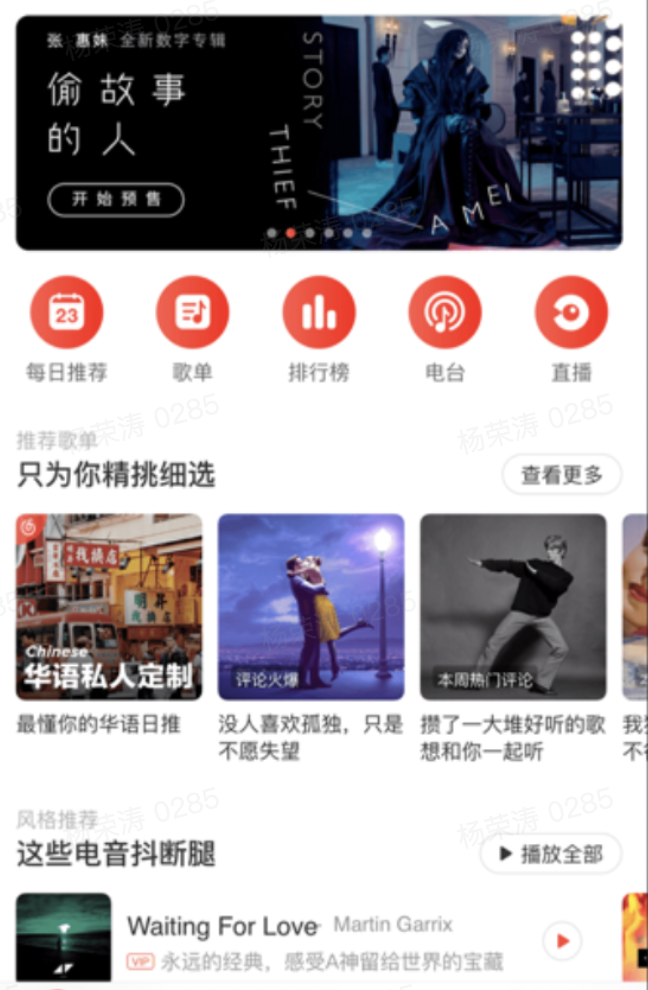 张 惠妹 全新数字专辑
偷故事
的人
开始预售
STORY
THIEF
A MEI
23
每日推荐
歌单
排行榜
电台
直播
推荐歌单
只为你精挑细选
查看更多
明昇
找換店
Chinese
华语私人定制
评论火爆
本周热门评论
最懂你的华语日推
没人喜欢孤独，只是
不愿失望
攒了一大堆好听的歌
想和你一起听
我
不
风格推荐
这些电音抖断腿
播放全部
Waiting For Love
Martin Garrix
VIP 永远的经典，感受A神留给世界的宝藏
杨荣涛 0285
杨荣涛 0285
杨荣涛 0285
杨荣涛 0285
杨荣涛 0285
杨荣涛 0285